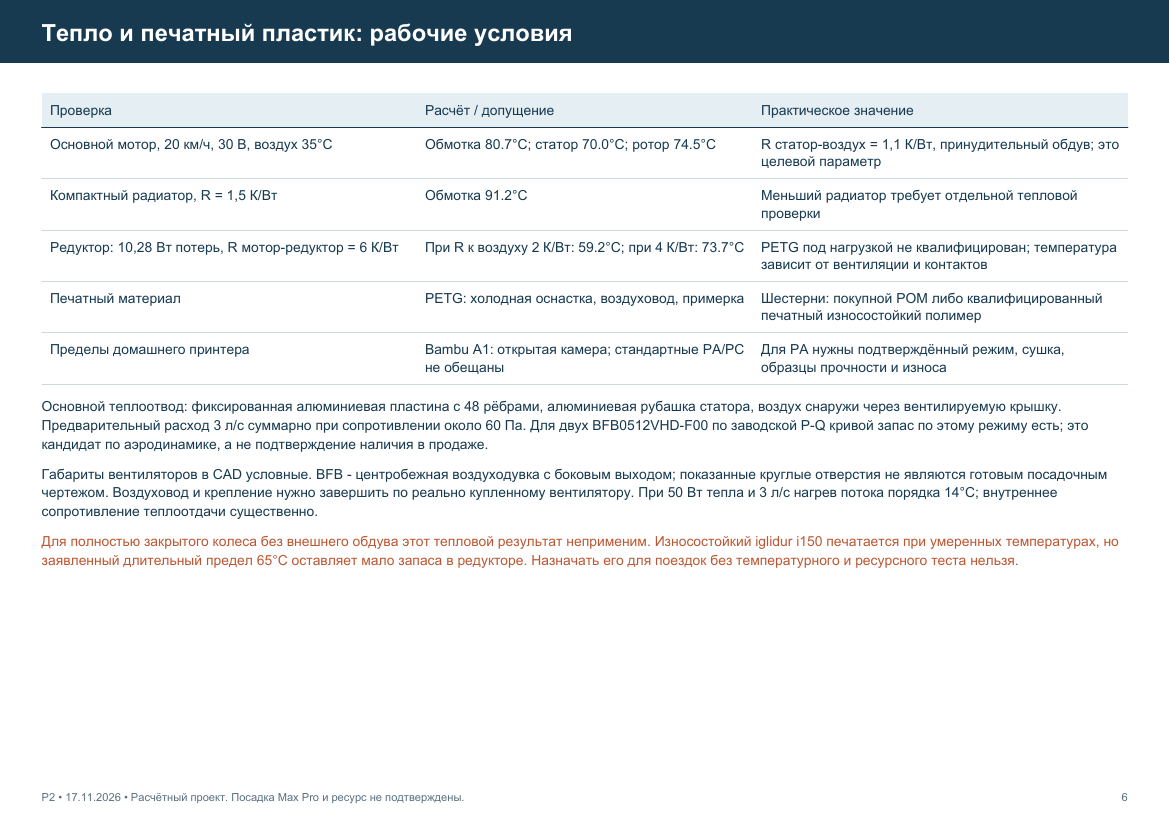 Тепло и печатный пластик: рабочие условия
Проверка
Расчёт / допущение
Практическое значение
Основной мотор, 20 км/ч, 30 В, воздух 35°C
Обмотка 80.7°C; статор 70.0°C; ротор 74.5°C
R статор-воздух = 1,1 К/Вт, принудительный обдув; это
целевой параметр
Компактный радиатор, R = 1,5 К/Вт
Обмотка 91.2°C
Меньший радиатор требует отдельной тепловой
проверки
Редуктор: 10,28 Вт потерь, R мотор-редуктор = 6 К/Вт
При R к воздуху 2 К/Вт: 59.2°C; при 4 К/Вт: 73.7°C
PETG под нагрузкой не квалифицирован; температура
зависит от вентиляции и контактов
Печатный материал
PETG: холодная оснастка, воздуховод, примерка
Шестерни: покупной POM либо квалифицированный
печатный износостойкий полимер
Пределы домашнего принтера
Bambu A1: открытая камера; стандартные PA/PC
не обещаны
Для PA нужны подтверждённый режим, сушка,
образцы прочности и износа
Основной теплоотвод: фиксированная алюминиевая пластина с 48 рёбрами, алюминиевая рубашка статора, воздух снаружи через вентилируемую крышку.
Предварительный расход 3 л/с суммарно при сопротивлении около 60 Па. Для двух BFB0512VHD-F00 по заводской P-Q кривой запас по этому режиму есть; это
кандидат по аэродинамике, а не подтверждение наличия в продаже.
Габариты вентиляторов в CAD условные. BFB - центробежная воздуходувка с боковым выходом; показанные круглые отверстия не являются готовым посадочным
чертежом. Воздуховод и крепление нужно завершить по реально купленному вентилятору. При 50 Вт тепла и 3 л/с нагрев потока порядка 14°C; внутреннее
сопротивление теплоотдачи существенно.
Для полностью закрытого колеса без внешнего обдува этот тепловой результат неприменим. Износостойкий iglidur i150 печатается при умеренных температурах, но
заявленный длительный предел 65°C оставляет мало запаса в редукторе. Назначать его для поездок без температурного и ресурсного теста нельзя.
P2 • 17.11.2026 • Расчётный проект. Посадка Max Pro и ресурс не подтверждены.
6